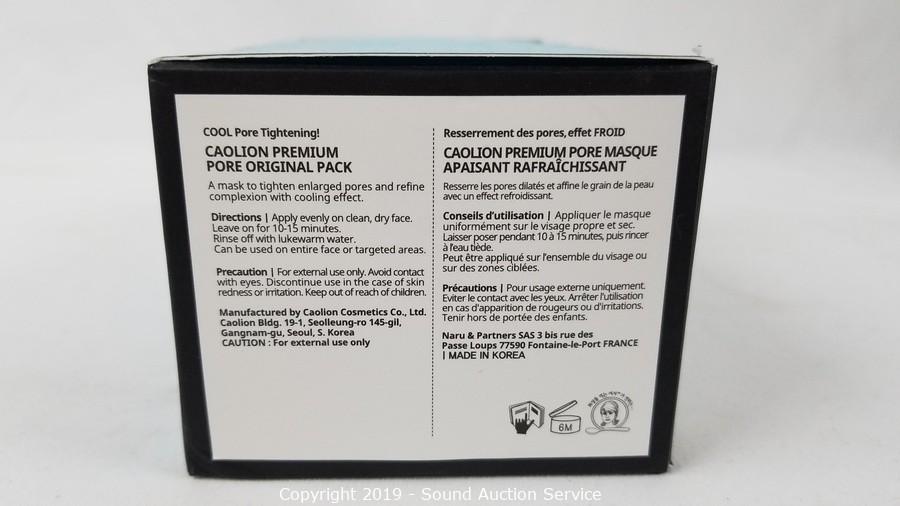 COOL Pore Tightening!
CAOLION PREMIUM
PORE ORIGINAL PACK
A mask to tighten enlarged pores and refine
complexion with cooling effect.
Directions | Apply evenly on clean, dry face.
Leave on for 10-15 minutes.
Rinse off with lukewarm water.
Can be used on entire face or targeted areas.
Precaution | For external use only. Avoid contact
with eyes. Discontinue use in the case of skin
redness or irritation. Keep out of reach of children.
Manufactured by Caolion Cosmetics Co., Ltd.
Caolion Bldg. 19-1, Seolleung-ro 145-gil,
Gangnam-gu, Seoul, S. Korea
CAUTION : For external use only
Resserrement des pores, effet FROID
CAOLION PREMIUM PORE MASQUE
APAISANT RAFRAÎCHISSANT
Resserre les pores dilatés et affine le grain de la peau
avec un effect refroidissant.
Conseils d'utilisation | Appliquer le masque
uniformément sur le visage propre et sec.
Laisser poser pendant 10 à 15 minutes, puis rincer
à l'eau tiède.
Peut être appliqué sur l'ensemble du visage ou
sur des zones ciblées.
Précautions | Pour usage externe uniquement.
Eviter le contact avec les yeux. Arrêter l'utilisation
en cas d'apparition de rougeurs ou d'irritations.
Tenir hors de portée des enfants.
Naru & Partners SAS 3 bis rue des
Passe Loups 77590 Fontaine-le-Port FRANCE
| MADE IN KOREA
6M
Copyright 2019 - Sound Auction Service